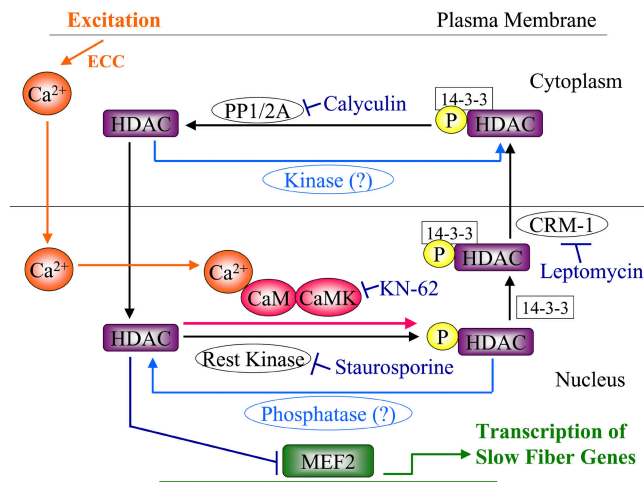 Excitation
Plasma Membrane
ECC
Ca2+
Cytoplasm
14-3-3
PP1/2A
Calyculin
P
HDAC
HDAC
Kinase (?)
14-3-3
CRM-1
P
HDAC
Ca2+
Ca2+
Leptomycin
CaM
CaMK
KN-62
14-3-3
HDAC
P
HDAC
Rest Kinase
Staurosporine
Nucleus
Phosphatase (?)
Transcription of
Slow Fiber Genes
MEF2